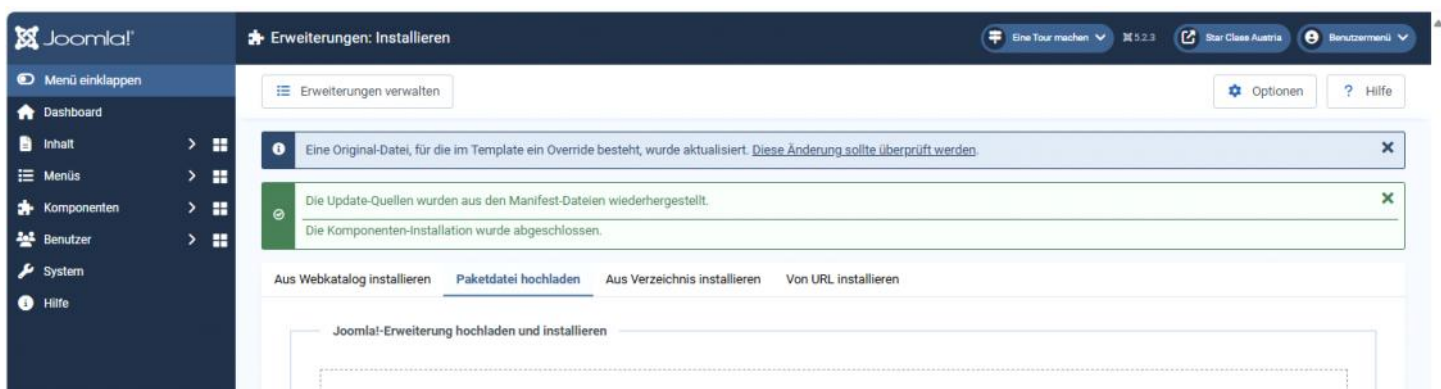 Joomla!
Erweiterungen: Installieren
Eine Tour machen
5.2.3
Star Class Austria
Benutzermenü
Menü einklappen
Dashboard
Inhalt
Menüs
Komponenten
Benutzer
System
Hilfe
Erweiterungen verwalten
Optionen
? Hilfe
Eine Original-Datei, für die im Template ein Override besteht, wurde aktualisiert. Diese Änderung sollte überprüft werden.
Die Update-Quellen wurden aus den Manifest-Dateien wiederhergestellt.
Die Komponenten-Installation wurde abgeschlossen.
Aus Webkatalog installieren
Paketdatei hochladen
Aus Verzeichnis installieren
Von URL installieren
Joomla!-Erweiterung hochladen und installieren